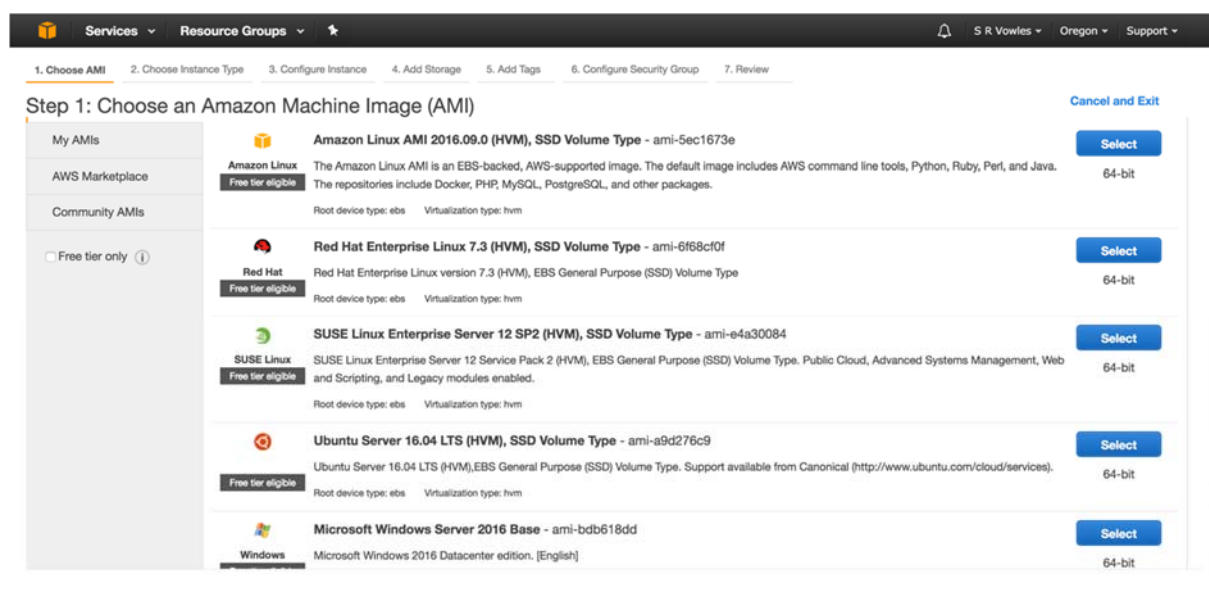 Services Resource Groups S R Vowles Oregon Support
1. Choose AMI 2. Choose Instance Type 3. Configure Instance 4. Add Storage 5. Add Tags 6. Configure Security Group 7. Review
Step 1: Choose an Amazon Machine Image (AMI)
Cancel and Exit
My AMIs
AWS Marketplace
Community AMIs
Free tier only
Amazon Linux
Free tier eligible
Amazon Linux AMI 2016.09.0 (HVM), SSD Volume Type - ami-5ec1673e
The Amazon Linux AMI is an EBS-backed, AWS-supported image. The default image includes AWS command line tools, Python, Ruby, Perl, and Java.
The repositories include Docker, PHP, MySQL, PostgreSQL, and other packages.
Root device type: ebs Virtualization type: hvm
Select
64-bit
Red Hat
Free tier eligible
Red Hat Enterprise Linux 7.3 (HVM), SSD Volume Type - ami-6f68cf0f
Red Hat Enterprise Linux version 7.3 (HVM), EBS General Purpose (SSD) Volume Type
Root device type: ebs Virtualization type: hvm
Select
64-bit
SUSE Linux
Free tier eligible
SUSE Linux Enterprise Server 12 SP2 (HVM), SSD Volume Type - ami-e4a30084
SUSE Linux Enterprise Server 12 Service Pack 2 (HVM), EBS General Purpose (SSD) Volume Type. Public Cloud, Advanced Systems Management, Web
and Scripting, and Legacy modules enabled.
Root device type: ebs Virtualization type: hvm
Select
64-bit
Free tier eligible
Ubuntu Server 16.04 LTS (HVM), SSD Volume Type - ami-a9d276c9
Ubuntu Server 16.04 LTS (HVM),EBS General Purpose (SSD) Volume Type. Support available from Canonical (http://www.ubuntu.com/cloud/services).
Root device type: ebs Virtualization type: hvm
Select
64-bit
Windows
Microsoft Windows Server 2016 Base - ami-bdb618dd
Microsoft Windows 2016 Datacenter edition. [English]
Select
64-bit